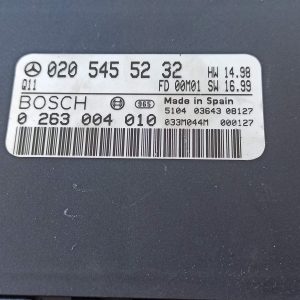 020 545 52 32 HW 14.98
Q11 FD 00M01 SW 16.99
BOSCH Made in Spain
5104 03643 08127
0 263 004 010 033M044M 000127